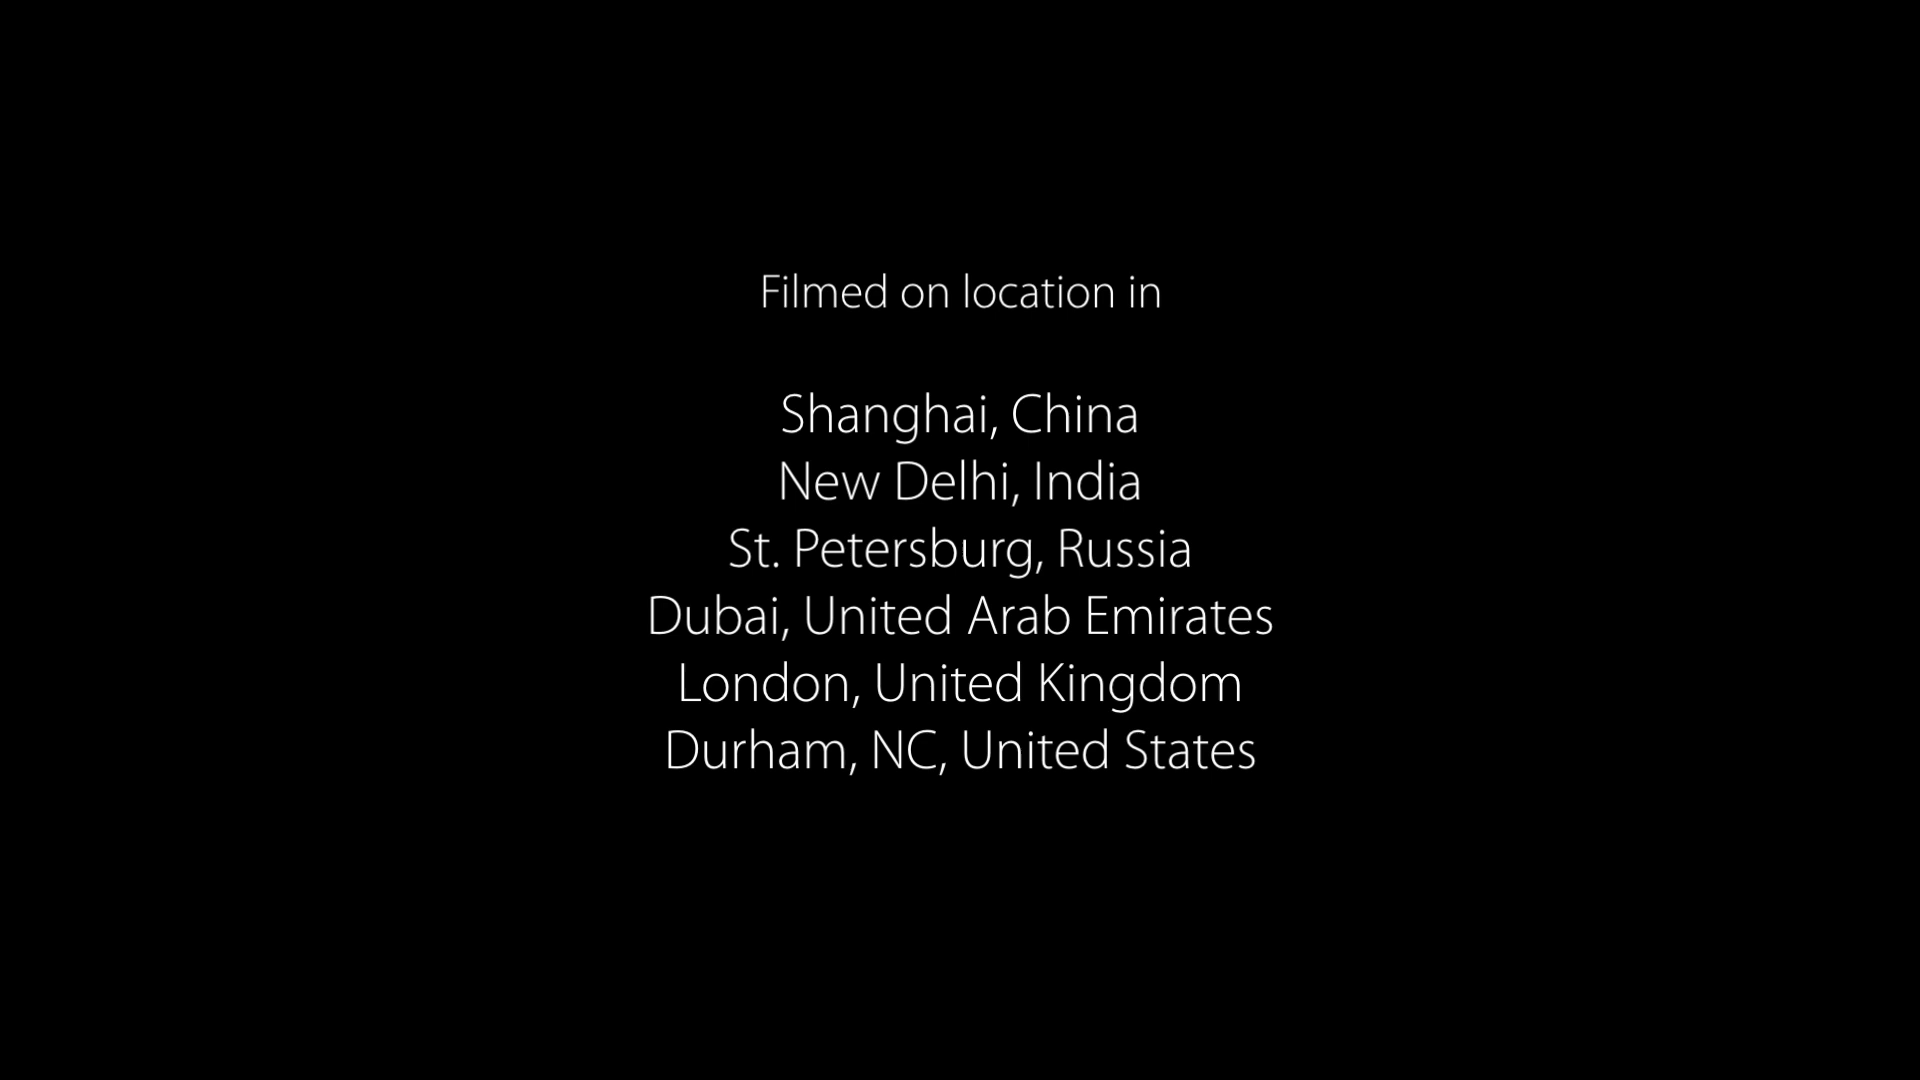 Filmed on location in
Shanghai, China
New Delhi, India
St. Petersburg, Russia
Dubai, United Arab Emirates
London, United Kingdom
Durham, NC, United States